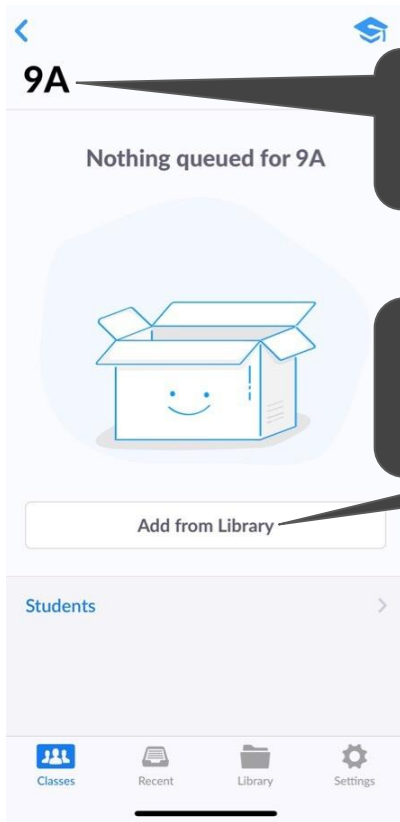 9A
Nothing queued for 9A
Add from Library
Students
Classes Recent Library Settings